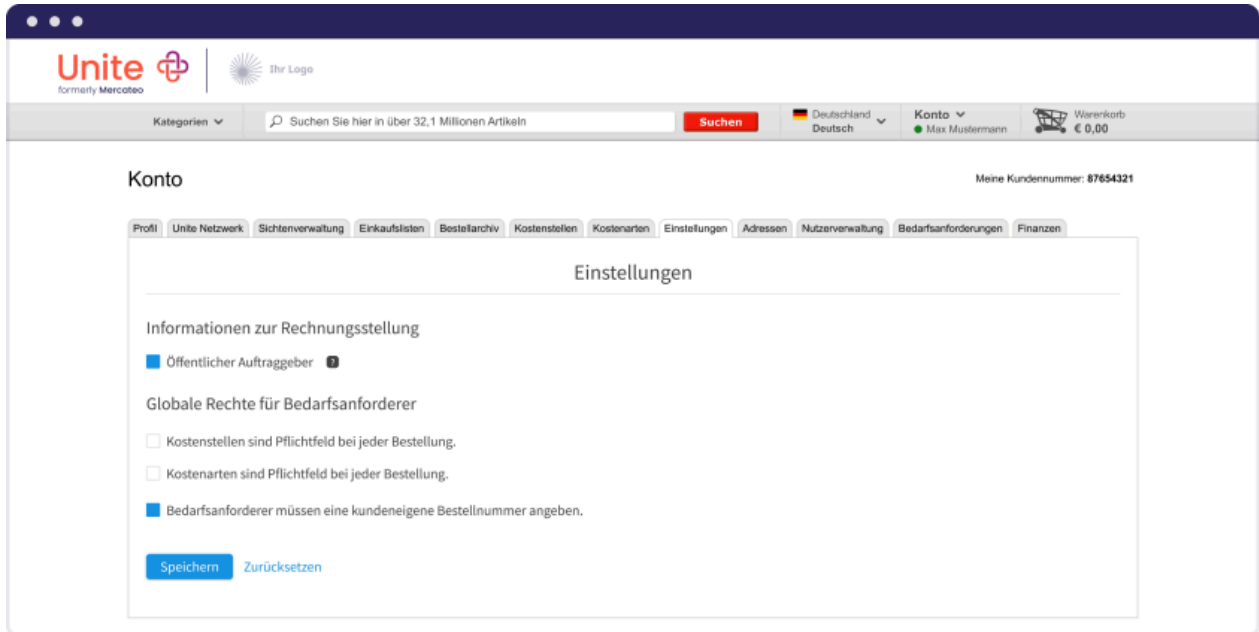 Unite
formerly Mercateo
Ihr Logo
Kategorien
Suchen Sie hier in über 32,1 Millionen Artikeln
Suchen
Deutschland
Deutsch
Konto
Max Mustermann
Warenkorb
€ 0,00
Konto
Meine Kundennummer: 87654321
Profil Unite Netzwerk Sichtenverwaltung Einkaufslisten Bestellarchiv Kostenstellen Kostenarten Einstellungen Adressen Nutzerverwaltung Bedarfsanforderungen Finanzen
Einstellungen
Informationen zur Rechnungsstellung
Öffentlicher Auftraggeber ?
Globale Rechte für Bedarfsanforderer
Kostenstellen sind Pflichtfeld bei jeder Bestellung.
Kostenarten sind Pflichtfeld bei jeder Bestellung.
Bedarfsanforderer müssen eine kundeneigene Bestellnummer angeben.
Speichern Zurücksetzen